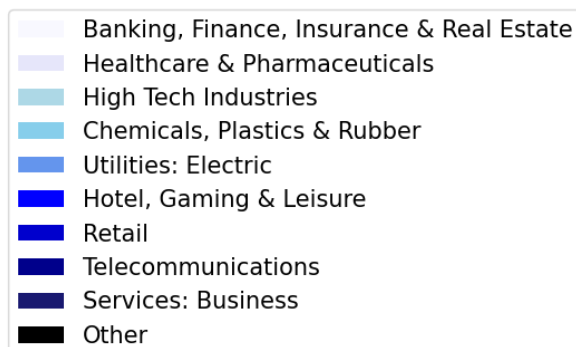 Banking, Finance, Insurance & Real Estate
Healthcare & Pharmaceuticals
High Tech Industries
Chemicals, Plastics & Rubber
Utilities: Electric
Hotel, Gaming & Leisure
Retail
Telecommunications
Services: Business
Other